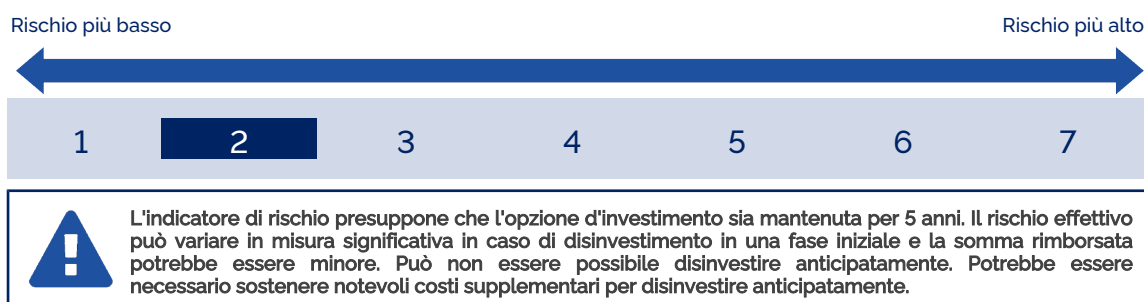 Rischio più basso
Rischio più alto
1 2 3 4 5 6 7
L'indicatore di rischio presuppone che l'opzione d'investimento sia mantenuta per 5 anni. Il rischio effettivo
può variare in misura significativa in caso di disinvestimento in una fase iniziale e la somma rimborsata
potrebbe essere minore. Può non essere possibile disinvestire anticipatamente. Potrebbe essere
necessario sostenere notevoli costi supplementari per disinvestire anticipatamente.